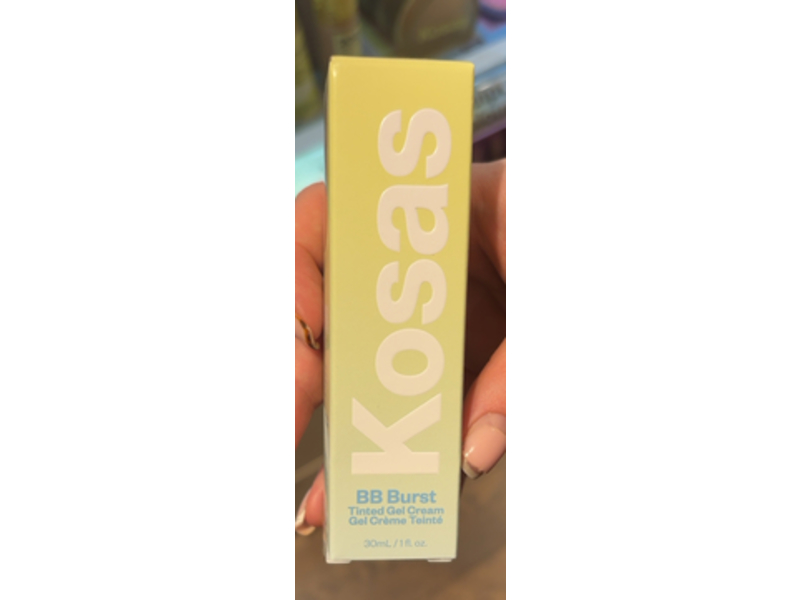 Kosas
BB Burst
Tinted Gel Cream
Gel Crème Teinté
30mL / 1 fl. oz.